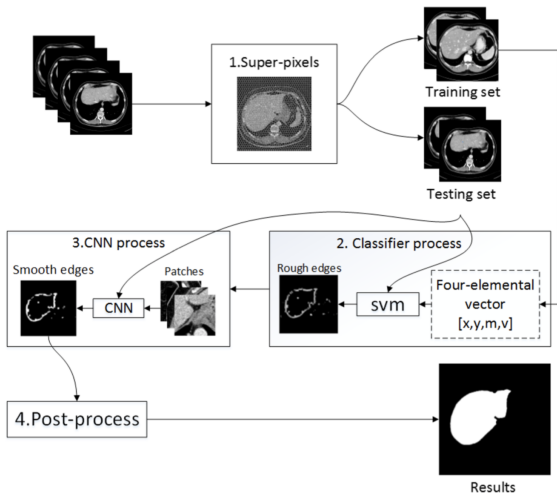 1.Super-pixels
Training set
Testing set
3.CNN process
Smooth edges
Patches
CNN
2. Classifier process
Rough edges
svm
Four-elemental
vector
[x,y,m,v]
4.Post-process
Results